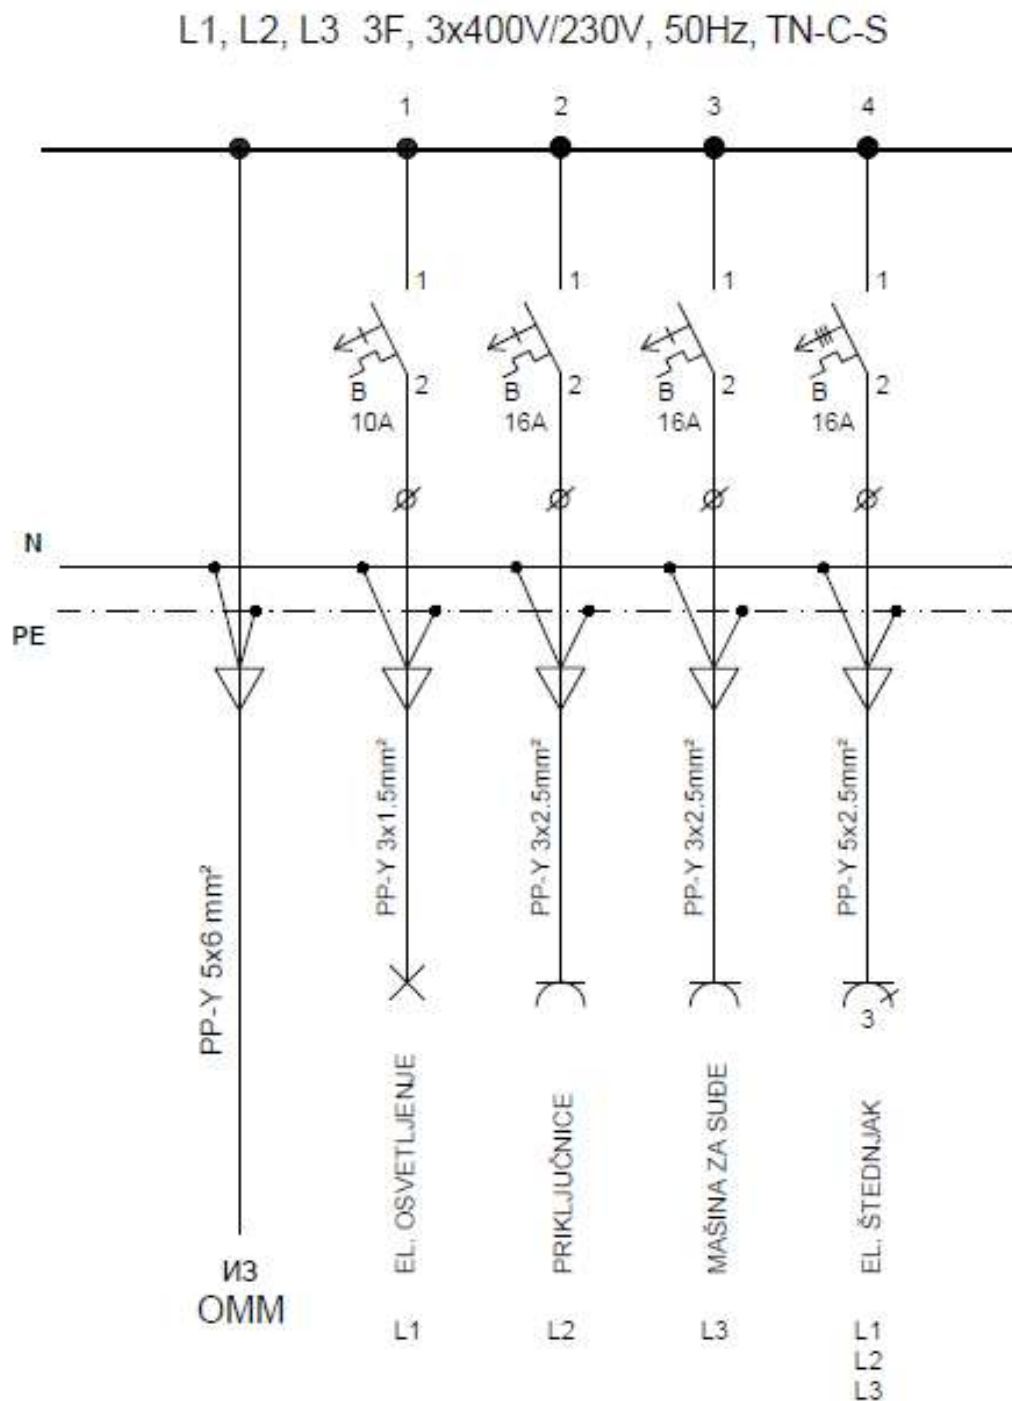 L1, L2, L3 3F, 3x400V/230V, 50Hz, TN-C-S
1 2 3 4
1 1 1 1
2 2 2 2
B B B B
10A 16A 16A 16A
N
PE
PP-Y 5x6 mm²
PP-Y 3x1.5mm²
PP-Y 3x2.5mm²
PP-Y 3x2.5mm²
PP-Y 5x2.5mm²
3
ИЗ
ОММ
EL. OSVETLJENJE
PRIKLJUČNICE
MAŠINA ZA SUĐE
EL. ŠTEDNJAK
L1 L2 L3 L1
L2
L3